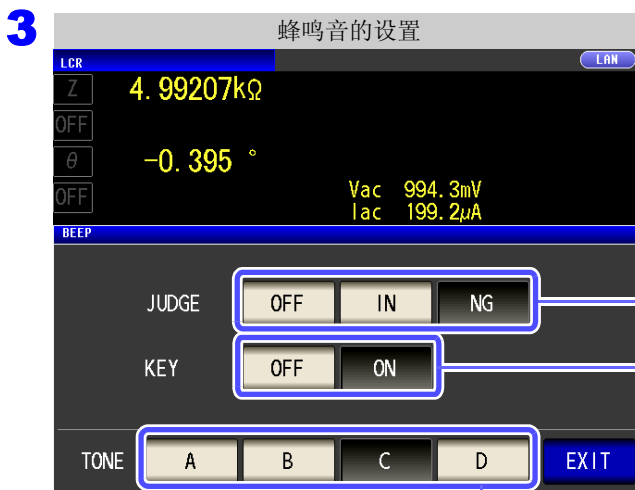 3
蜂鸣音的设置
LCR LAN
Z 4.99207kΩ
OFF
θ -0.395 °
OFF
Vac 994.3mV
Iac 199.2μA
BEEP
JUDGE OFF IN NG
KEY OFF ON
TONE A B C D EXIT